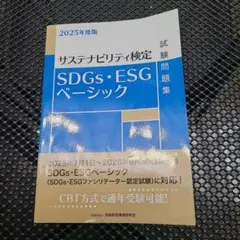 2025年度版
試験問題集
サステナビリティ検定
SDGs・ESG
ベーシック
SDGs・ESGベーシック
(SDGs・ESGファシリテーター認定試験)に対応!
CBT方式で通年受験可能!